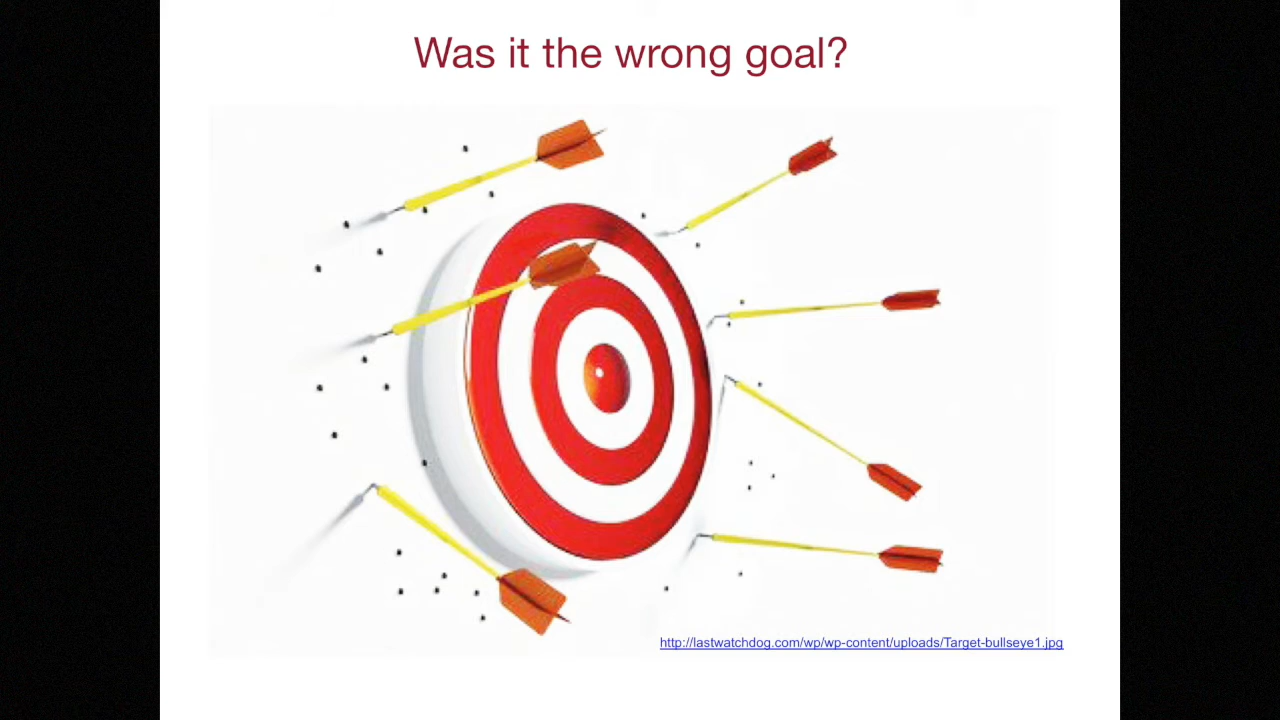 Was it the wrong goal?
http://lastwatchdog.com/wp/wp-content/uploads/Target-bullseye1.jpg